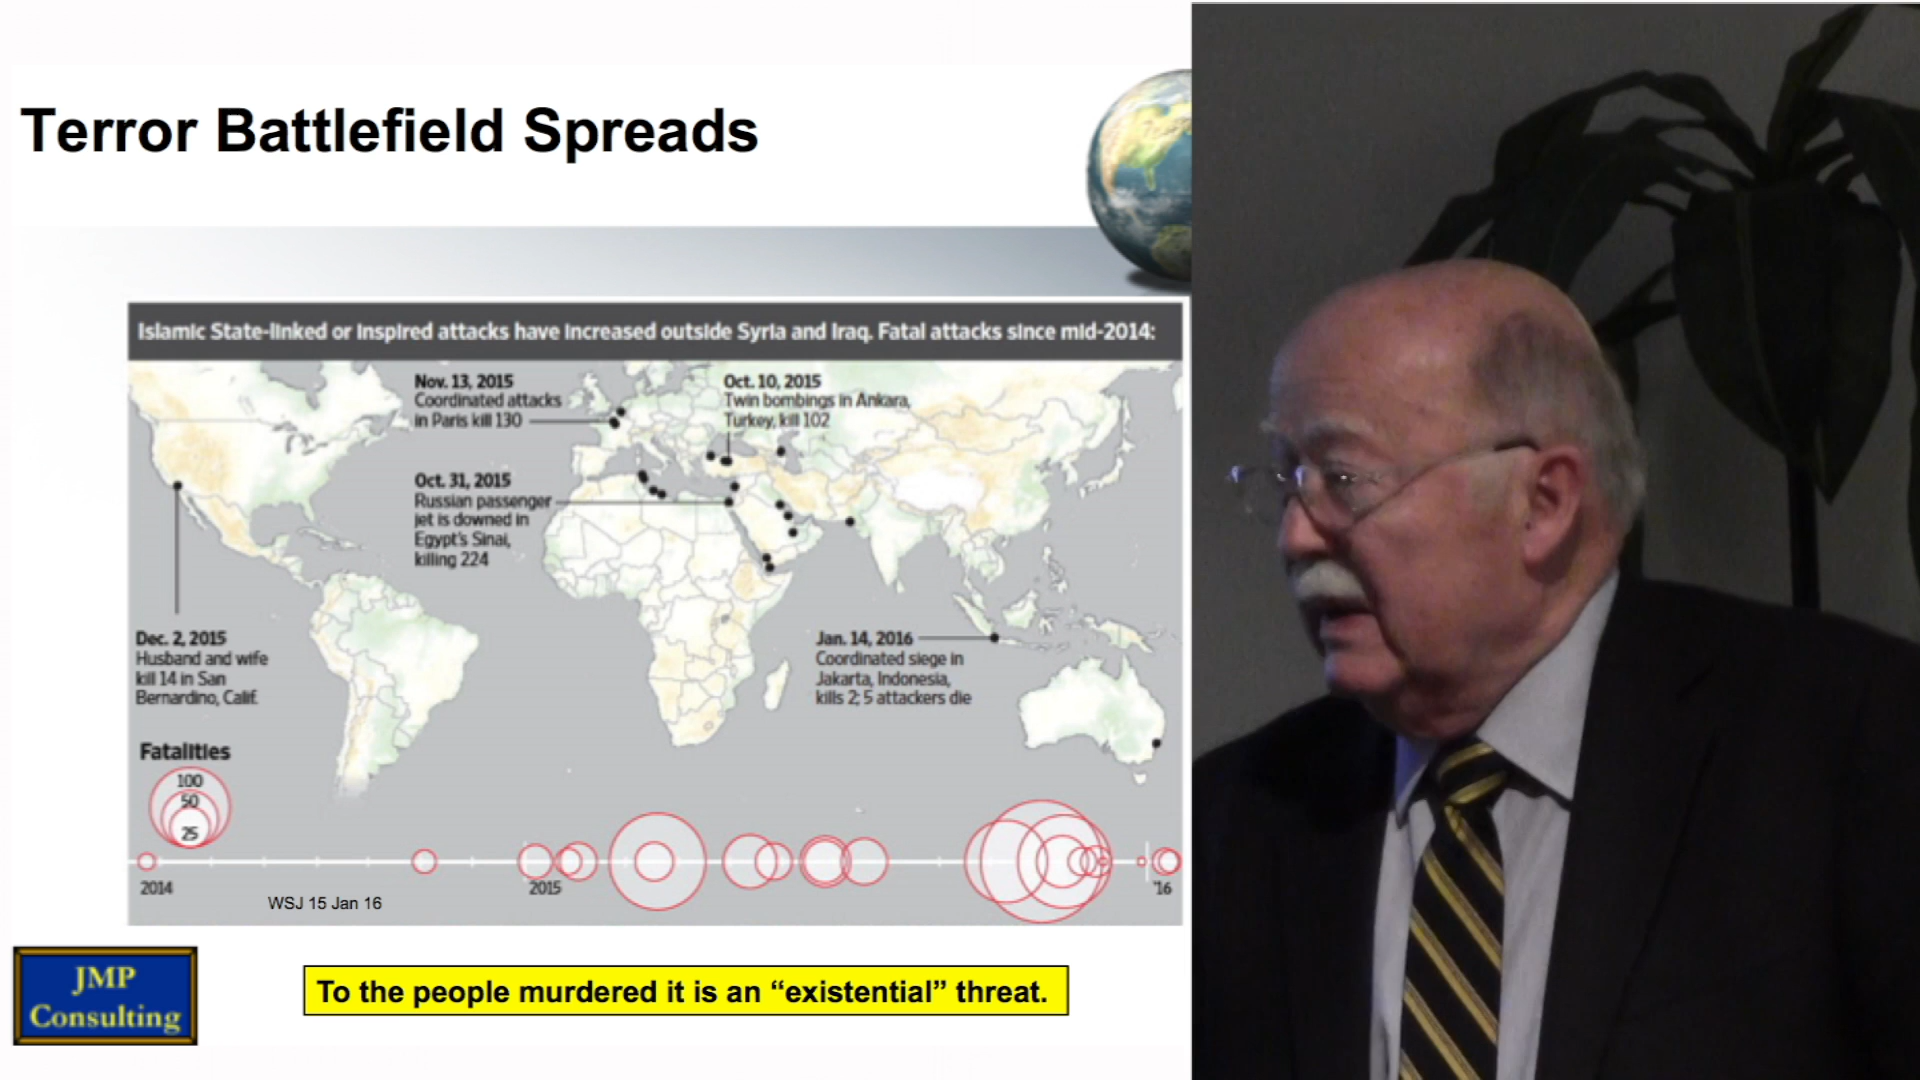 Terror Battlefield Spreads
Islamic State-linked or inspired attacks have increased outside Syria and Iraq. Fatal attacks since mid-2014:
Nov. 13, 2015
Coordinated attacks
in Paris kill 130
Oct. 10, 2015
Twin bombings in Ankara,
Turkey, kill 102
Oct. 31, 2015
Russian passenger
jet is downed in
Egypt's Sinai,
killing 224
Dec. 2, 2015
Husband and wife
kill 14 in San
Bernardino, Calif.
Jan. 14, 2016
Coordinated siege in
Jakarta, Indonesia,
kills 2; 5 attackers die
Fatalities
100
50
25
2014
2015
'16
WSJ 15 Jan 16
JMP
Consulting
To the people murdered it is an “existential” threat.